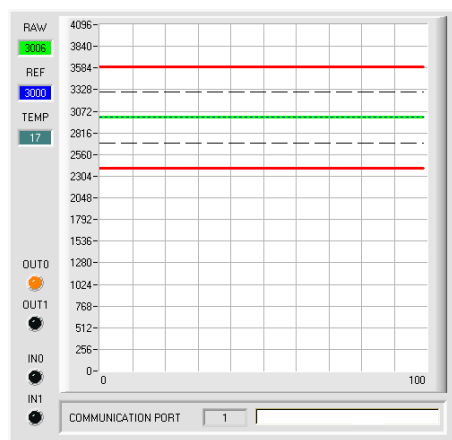 RAW
3006
REF
3000
TEMP
17
OUT0
OUT1
IN0
IN1
4096
3840
3584
3328
3072
2816
2560
2304
2048
1792
1536
1280
1024
768
512
256
0
0 100
COMMUNICATION PORT 1